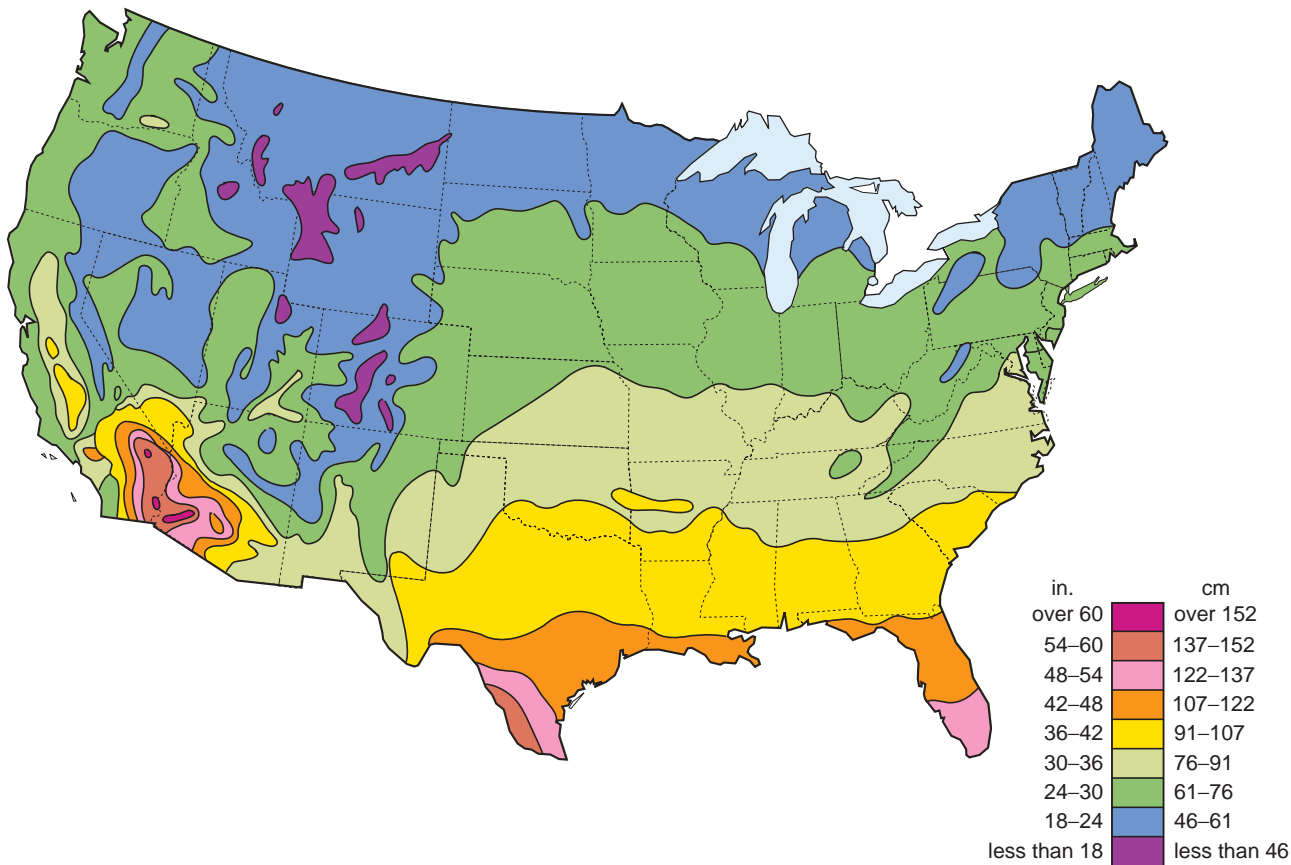 in. cm
over 60 over 152
54–60 137–152
48–54 122–137
42–48 107–122
36–42 91–107
30–36 76–91
24–30 61–76
18–24 46–61
less than 18 less than 46